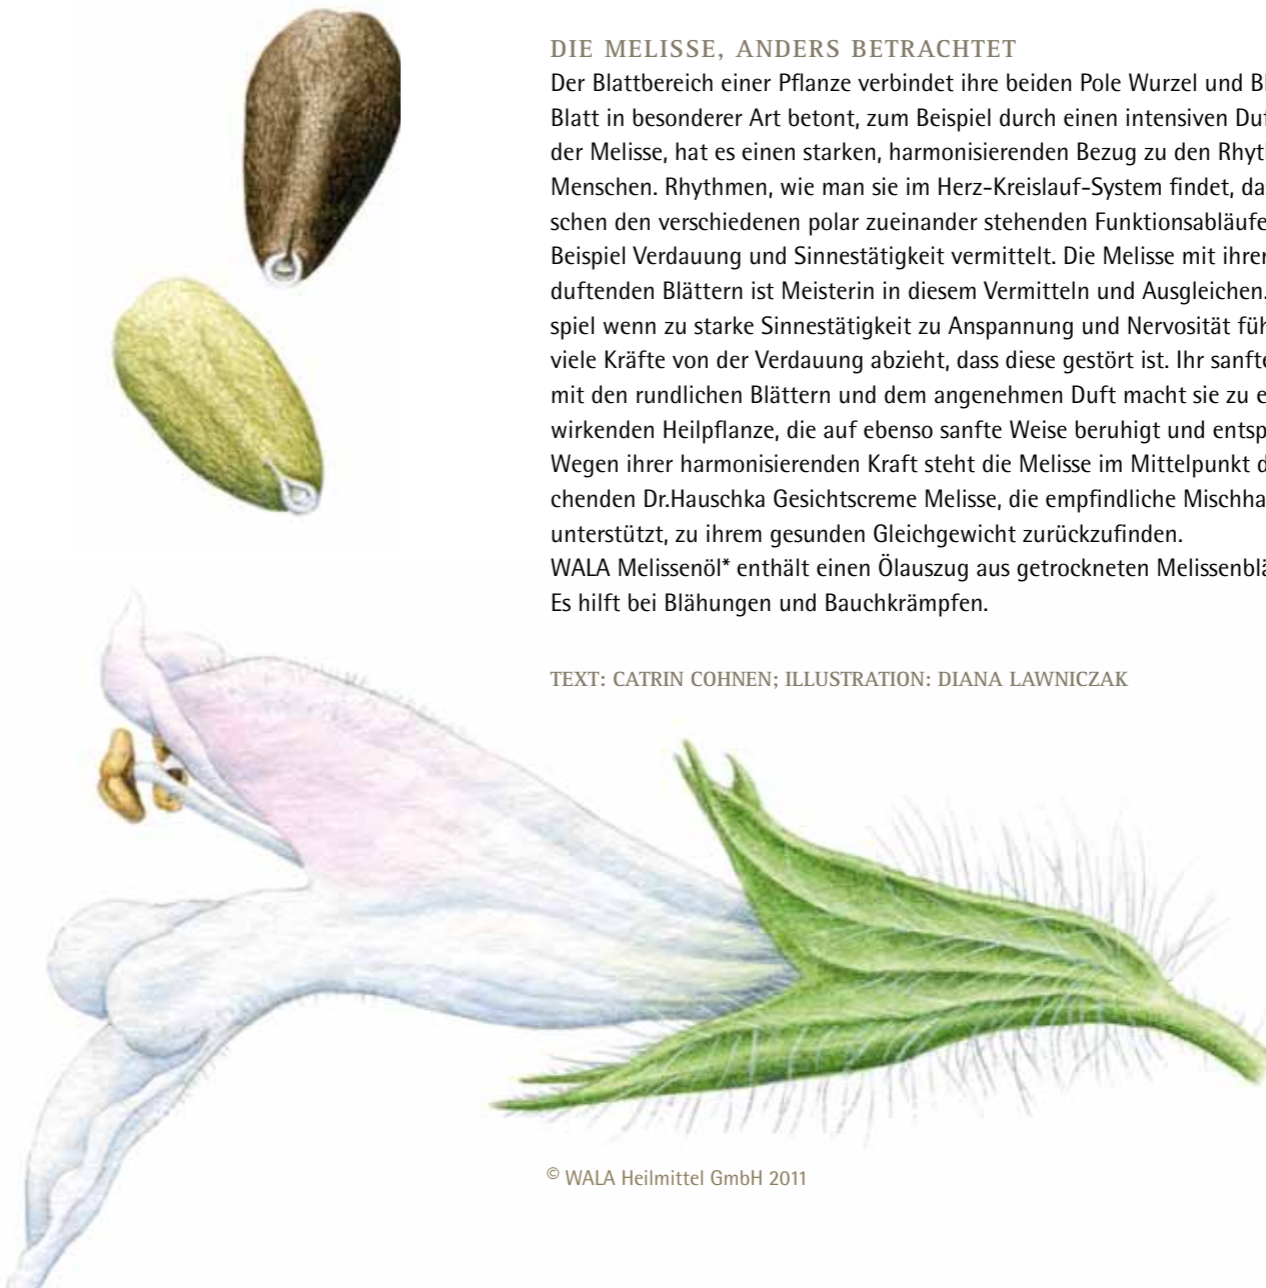 DIE MELISSE, ANDERS BETRACHTET
Der Blattbereich einer Pflanze verbindet ihre beiden Pole Wurzel und
Blatt in besonderer Art betont, zum Beispiel durch einen intensiven
der Melisse, hat es einen starken, harmonisierenden Bezug zu den
Menschen. Rhythmen, wie man sie im Herz-Kreislauf-System findet,
schen den verschiedenen polar zueinander stehenden
Beispiel Verdauung und Sinnestätigkeit vermittelt. Die Melisse mit ihren
duftenden Blättern ist Meisterin in diesem Vermitteln und Ausgleichen.
spiel wenn zu starke Sinnestätigkeit zu Anspannung und Nervosität
viele Kräfte von der Verdauung abzieht, dass diese gestört ist. Ihr
mit den rundlichen Blättern und dem angenehmen Duft macht sie zu
wirkenden Heilpflanze, die auf ebenso sanfte Weise beruhigt und
Wegen ihrer harmonisierenden Kraft steht die Melisse im Mittelpunkt
chenden Dr.Hauschka Gesichtscreme Melisse, die empfindliche
unterstützt, zu ihrem gesunden Gleichgewicht zurückzufinden.
WALA Melissenöl* enthält einen Ölauszug aus getrockneten
Es hilft bei Blähungen und Bauchkrämpfen.
TEXT: CATRIN COHNEN; ILLUSTRATION: DIANA LAWNICZAK
© WALA Heilmittel GmbH 2011